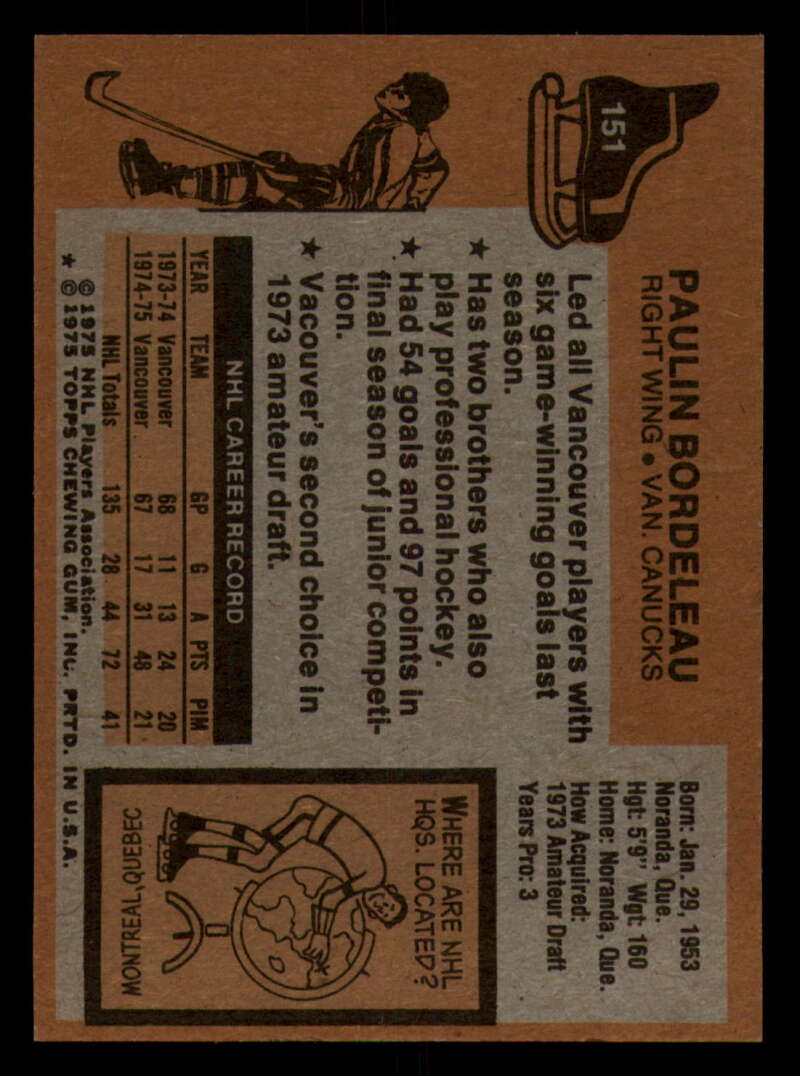 151
PAULIN BORDELEAU
RIGHT WING • VAN. CANUCKS
Born: Jan. 29, 1953
Noranda, Que.
Hgt: 5'9" Wgt: 160
Home: Noranda, Que.
How Acquired:
1973 Amateur Draft
Years Pro: 3
Led all Vancouver players with
six game-winning goals last
season.
★ Has two brothers who also
play professional hockey.
★ Had 54 goals and 97 points in
final season of junior competi-
tion.
★ Vacouver's second choice in
1973 amateur draft.
NHL CAREER RECORD
YEAR TEAM GP G A PTS PIM
1973-74 Vancouver 68 11 13 24 20
1974-75 Vancouver 67 17 31 48 21
NHL Totals 135 28 44 72 41
© 1975 NHL Players Association.
★ © 1975 TOPPS CHEWING GUM, INC. PRTD. IN U.S.A.
WHERE ARE NHL
HQS. LOCATED?
MONTREAL, QUEBEC